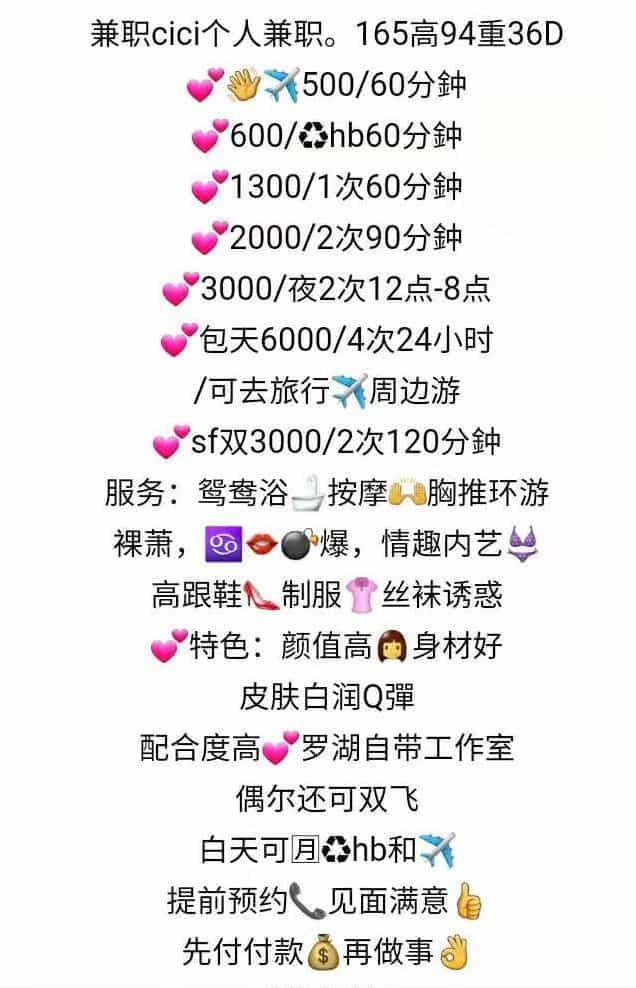 兼职cici个人兼职。165高94重36D
💕👋✈️500/60分鈡
💕600/♻hb60分鈡
💕1300/1次60分鈡
💕2000/2次90分鈡
💕3000/夜2次12点-8点
💕包天6000/4次24小时
/可去旅行✈️周边游
💕sf双3000/2次120分鈡
服务：鸳鸯浴🛁按摩🙌胸推环游
裸萧，♋👄💣爆，情趣内艺👙
高跟鞋👠制服👚丝袜诱惑
💕特色：颜值高👩身材好
皮肤白润Q彈
配合度高💕罗湖自带工作室
偶尔还可双飞
白天可🈷♻hb和✈️
提前预约📞见面满意👍
先付付款💰再做事👌